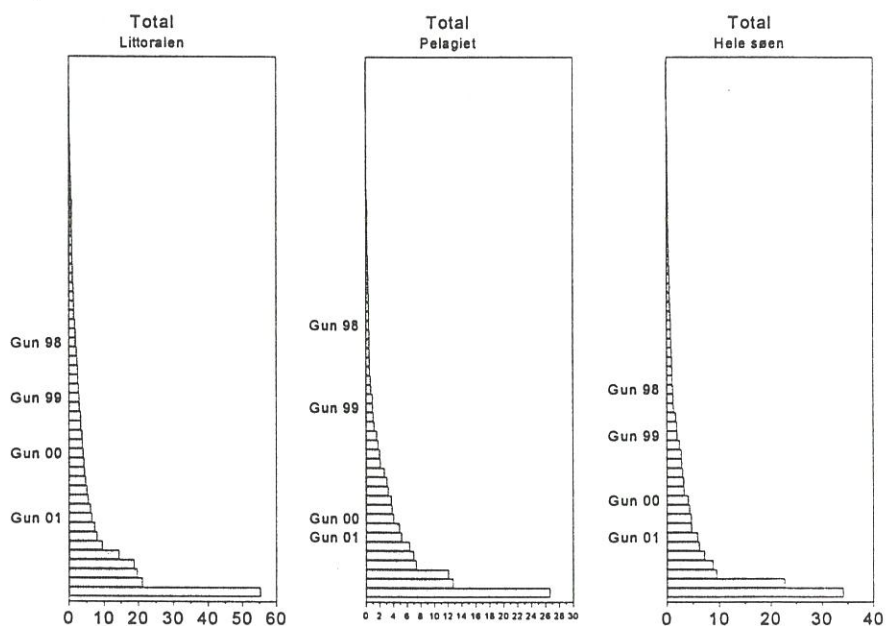 Total
Littoralen
Gun 98
Gun 99
Gun 00
Gun 01
0 10 20 30 40 50 60
Total
Pelagiet
Gun 98
Gun 99
Gun 00
Gun 01
0 2 4 6 8 10 12 14 16 18 20 22 24 26 28 30
Total
Hele søen
Gun 98
Gun 99
Gun 00
Gun 01
0 10 20 30 40